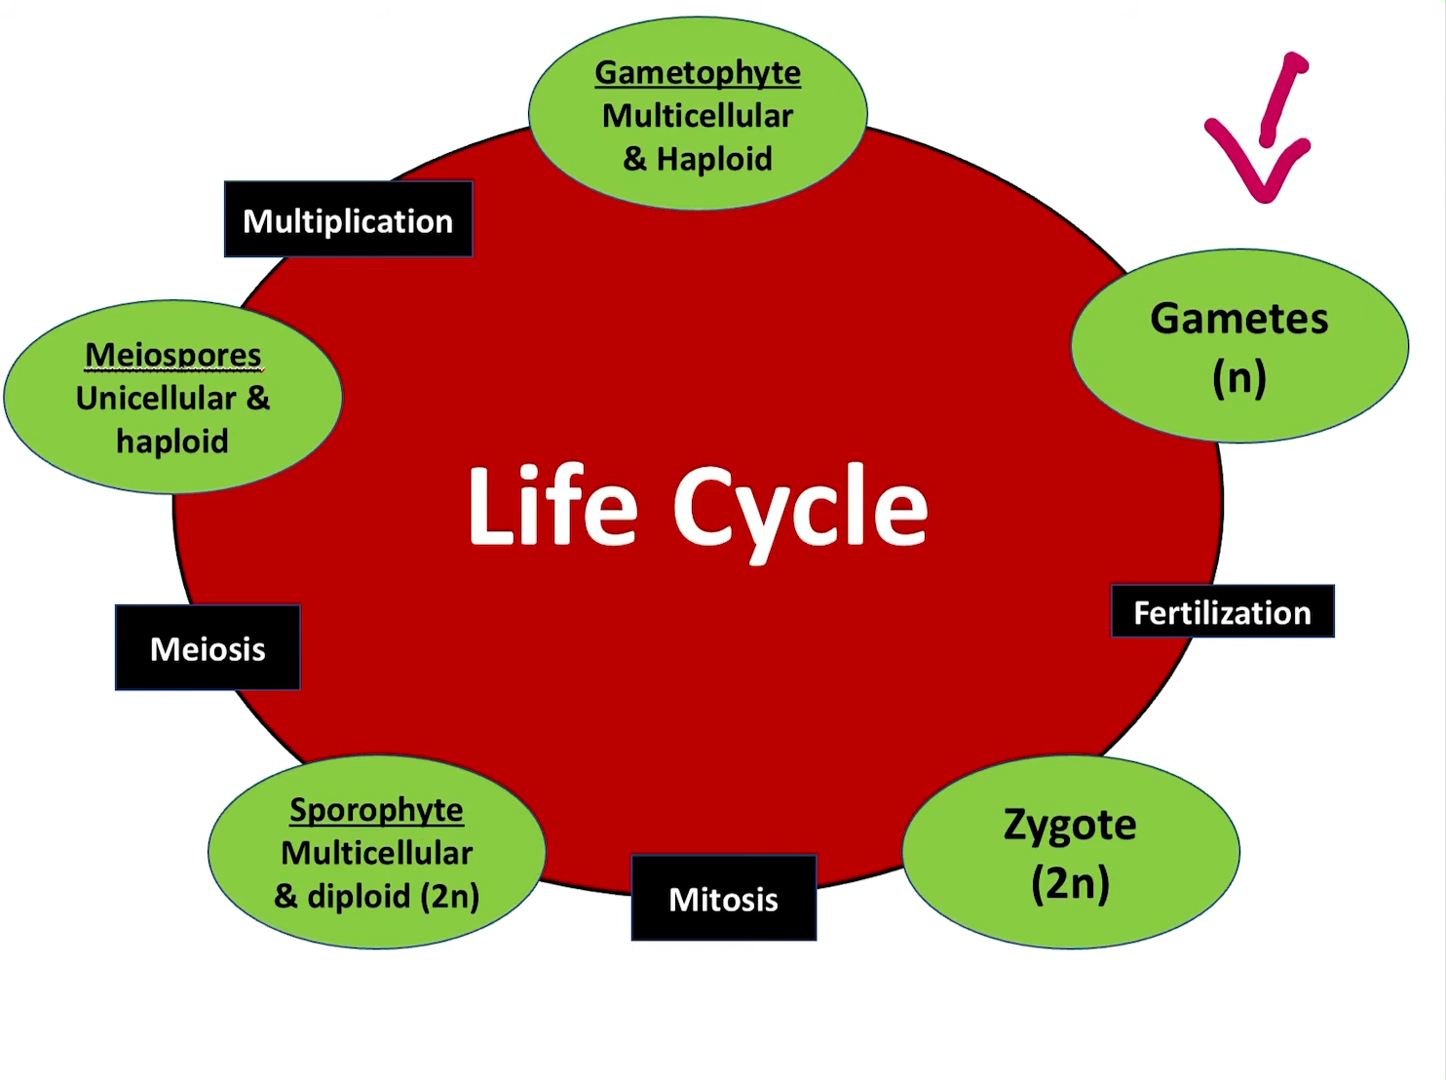 Gametophyte
Multicellular
& Haploid
Multiplication
Gametes
(n)
Meiospores
Unicellular &
haploid
Life Cycle
Fertilization
Meiosis
Sporophyte
Multicellular
& diploid (2n)
Mitosis
Zygote
(2n)